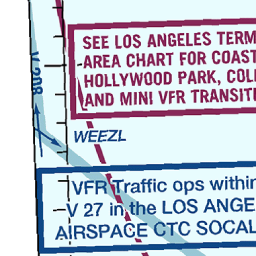 SEE LOS ANGELES TERM
AREA CHART FOR COAST
HOLLYWOOD PARK, COL
AND MINI VFR TRANSIT
V 208
WEEZL
VFR Traffic ops within
V 27 in the LOS ANGE
AIRSPACE CTC SOCAL